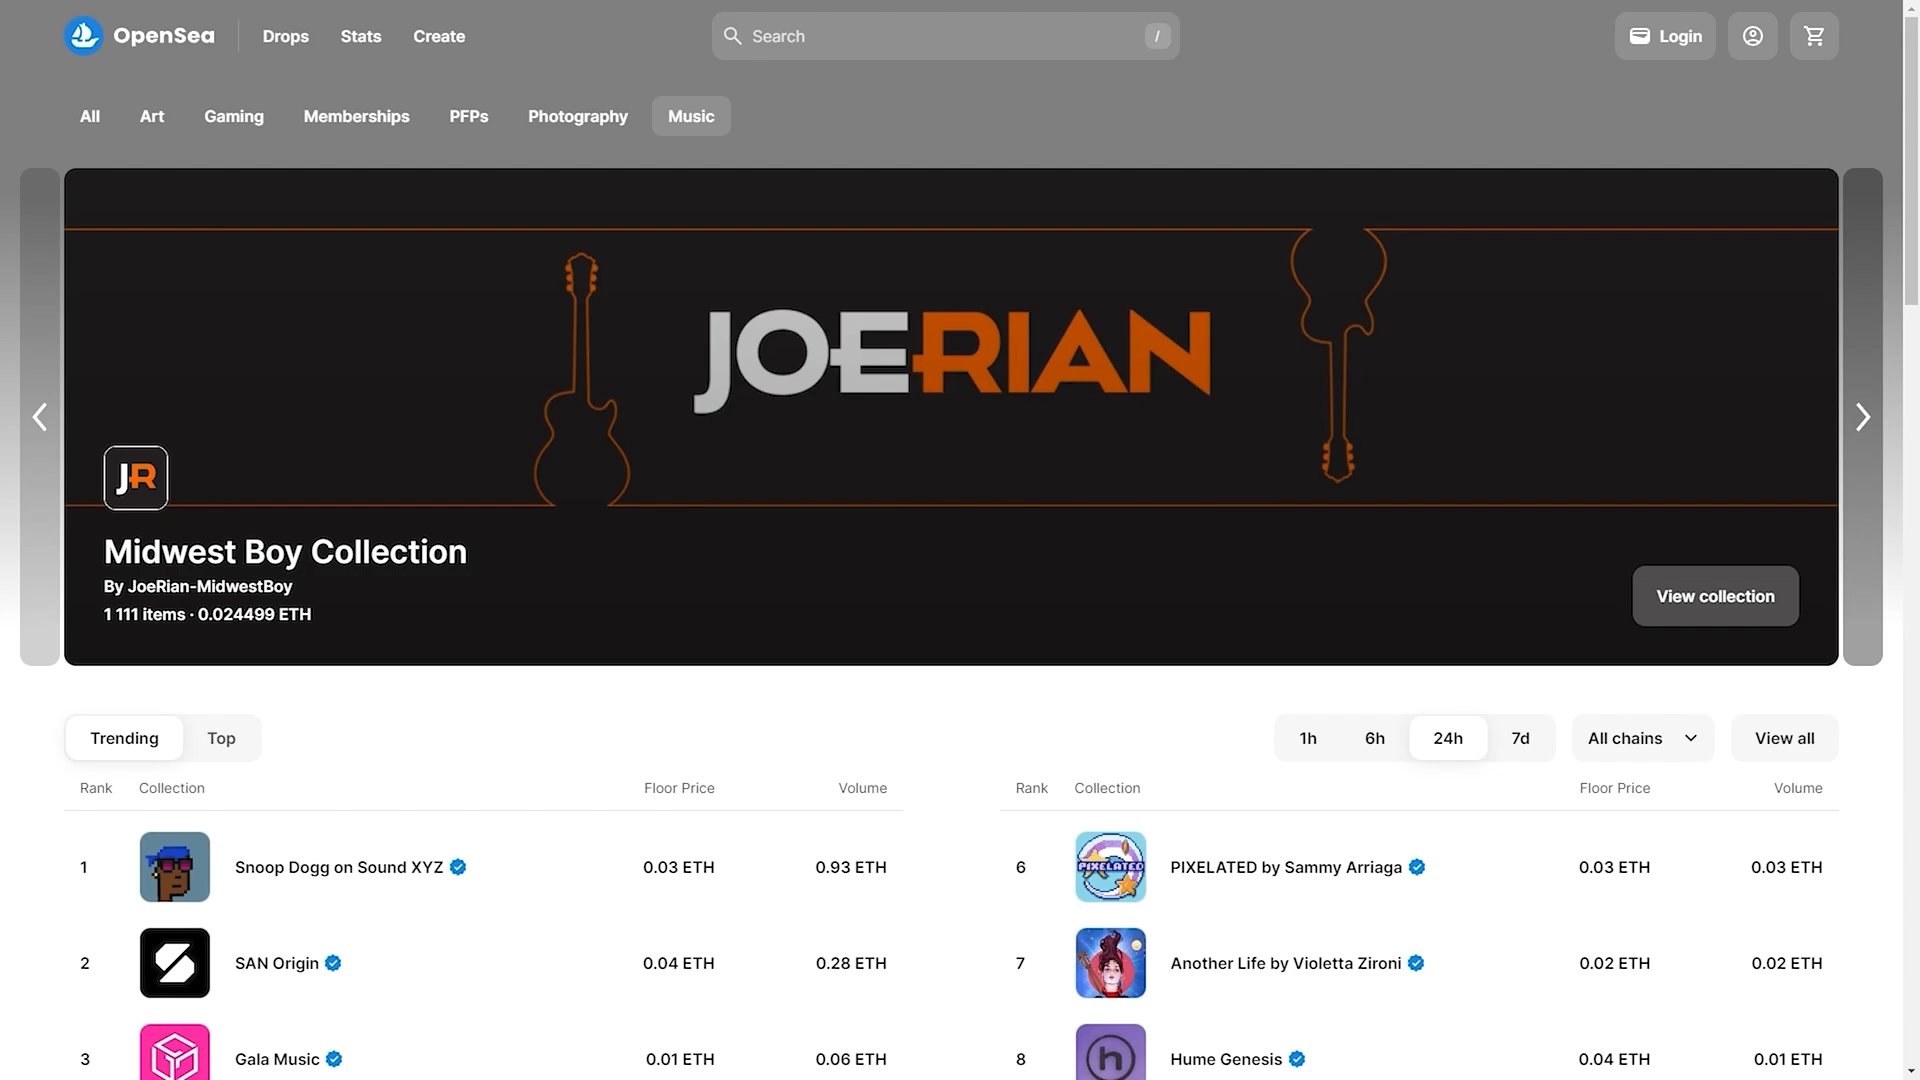 OpenSea
Drops
Stats
Create
Search
/
Login
All
Art
Gaming
Memberships
PFPs
Photography
Music
JOERIAN
JR
Midwest Boy Collection
By JoeRian-MidwestBoy
1 111 items · 0.024499 ETH
View collection
Trending
Top
1h
6h
24h
7d
All chains
View all
Rank Collection Floor Price Volume
1 Snoop Dogg on Sound XYZ 0.03 ETH 0.93 ETH
2 SAN Origin 0.04 ETH 0.28 ETH
3 Gala Music 0.01 ETH 0.06 ETH
Rank Collection Floor Price Volume
PIXELATED
6 PIXELATED by Sammy Arriaga 0.03 ETH 0.03 ETH
7 Another Life by Violetta Zironi 0.02 ETH 0.02 ETH
h
8 Hume Genesis 0.04 ETH 0.01 ETH